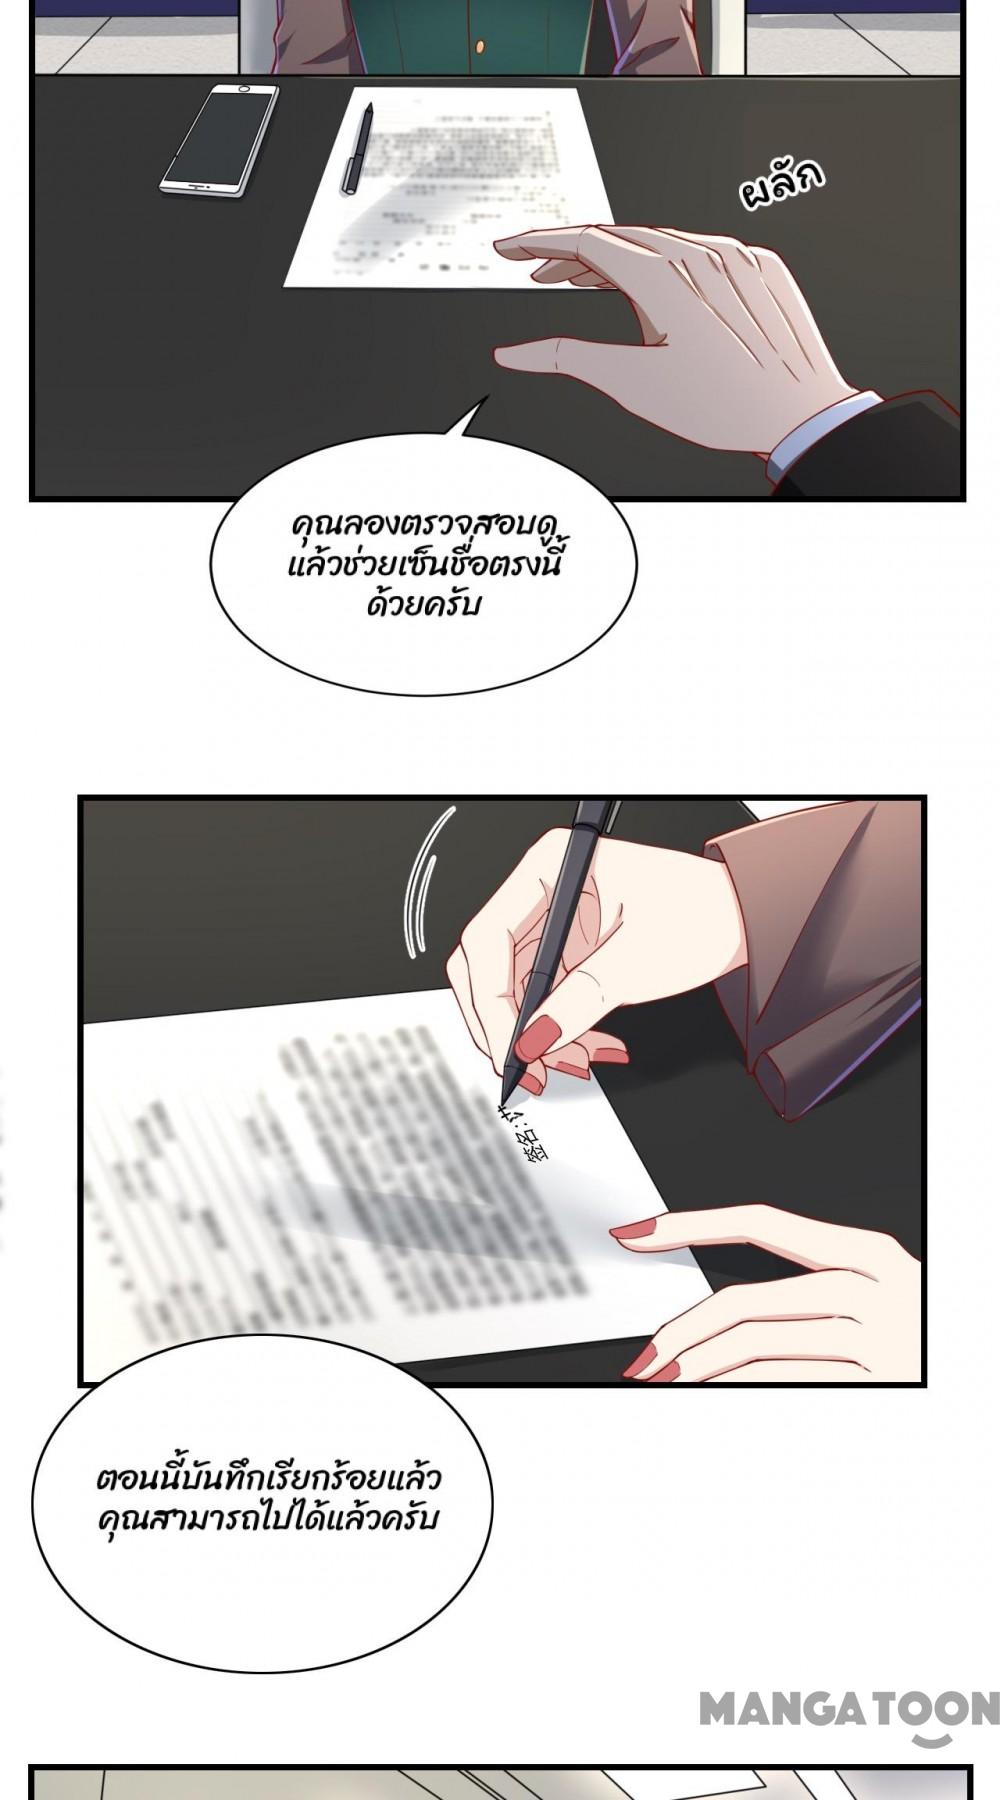 ผลัก
คุณลองตรวจสอบดู
แล้วช่วยเซ็นชื่อตรงนี้
ด้วยครับ
ตอนนี้บันทึกเรียกร้อยแล้ว
คุณสามารถไปได้แล้วครับ
MANGATOON